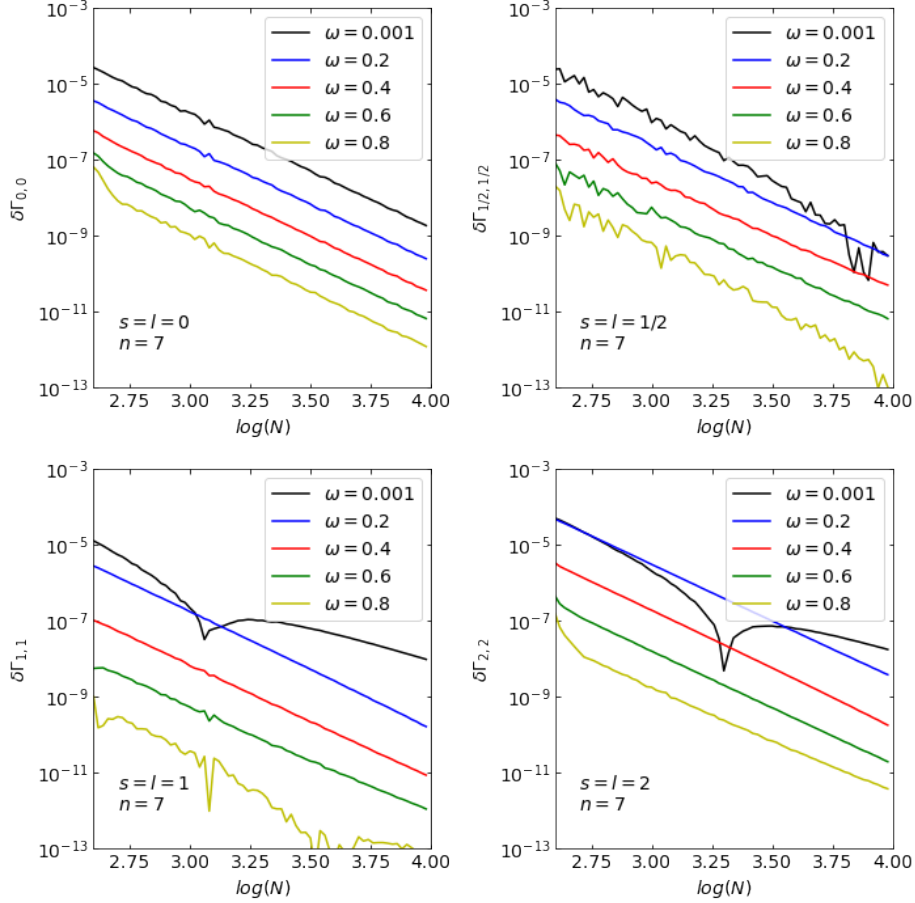 ω = 0.001
ω = 0.2
ω = 0.4
ω = 0.6
ω = 0.8
10⁻³
10⁻⁵
10⁻⁷
10⁻⁹
10⁻¹¹
10⁻¹³
δΓ₀, ₀
s = l = 0
n = 7
2.75 3.00 3.25 3.50 3.75 4.00
log(N)
ω = 0.001
ω = 0.2
ω = 0.4
ω = 0.6
ω = 0.8
10⁻³
10⁻⁵
10⁻⁷
10⁻⁹
10⁻¹¹
10⁻¹³
δΓ₁/₂, ₁/₂
s = l = 1/2
n = 7
2.75 3.00 3.25 3.50 3.75 4.00
log(N)
ω = 0.001
ω = 0.2
ω = 0.4
ω = 0.6
ω = 0.8
10⁻³
10⁻⁵
10⁻⁷
10⁻⁹
10⁻¹¹
10⁻¹³
δΓ₁, ₁
s = l = 1
n = 7
2.75 3.00 3.25 3.50 3.75 4.00
log(N)
ω = 0.001
ω = 0.2
ω = 0.4
ω = 0.6
ω = 0.8
10⁻³
10⁻⁵
10⁻⁷
10⁻⁹
10⁻¹¹
10⁻¹³
δΓ₂, ₂
s = l = 2
n = 7
2.75 3.00 3.25 3.50 3.75 4.00
log(N)